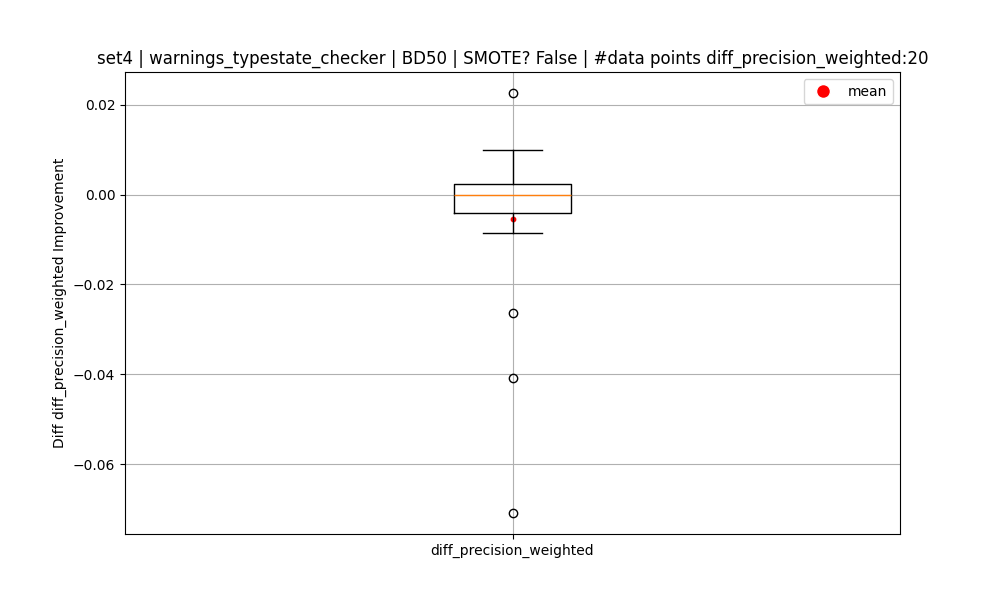 set4 | warnings_typestate_checker | BD50 | SMOTE? False | #data points diff_precision_weighted:20
mean
0.02
0.00
−0.02
−0.04
−0.06
Diff diff_precision_weighted Improvement
diff_precision_weighted